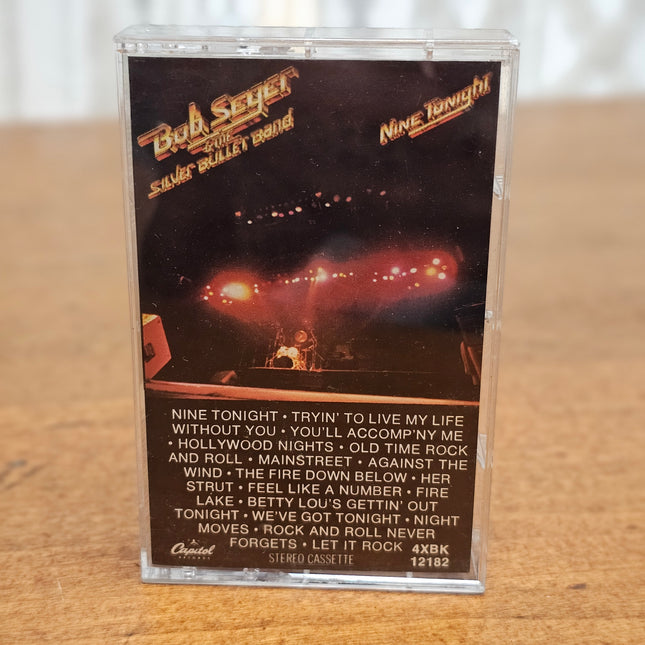 Bob Seger
& the
Silver Bullet Band
Nine Tonight
NINE TONIGHT • TRYIN' TO LIVE MY LIFE
WITHOUT YOU • YOU'LL ACCOMP'NY ME
• HOLLYWOOD NIGHTS • OLD TIME ROCK
AND ROLL • MAINSTREET • AGAINST THE
WIND • THE FIRE DOWN BELOW • HER
STRUT • FEEL LIKE A NUMBER • FIRE
LAKE • BETTY LOU'S GETTIN' OUT
TONIGHT • WE'VE GOT TONIGHT • NIGHT
MOVES • ROCK AND ROLL NEVER
FORGETS • LET IT ROCK
Capitol
RECORDS
STEREO CASSETTE
4XBK
12182